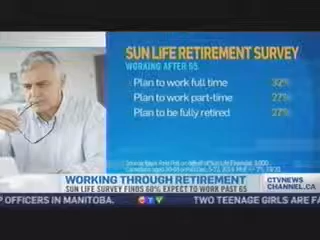 SUN LIFE RETIREMENT SURVEY
WORKING AFTER 65
Plan to work full time 32%
Plan to work part-time 27%
Plan to be fully retired 27%
WORKING THROUGH RETIREMENT
SUN LIFE SURVEY FINDS 60% EXPECT TO WORK PAST 65
CTVNEWS
CHANNEL.CA
OFFICERS IN MANITOBA. CTV TWO TEENAGE GIRLS ARE FA